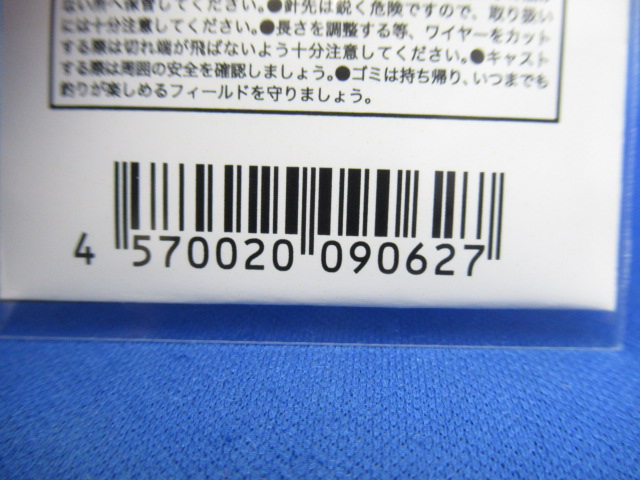 ない所へ保管してください。●針先は鋭く危険ですので、取り扱い
には十分注意してください。●長さを調整する等、ワイヤーをカット
する際は切れ端が飛ばないよう十分注意してください。●キャスト
する際は周囲の安全を確認しましょう。●ゴミは持ち帰り、いつまでも
釣りが楽しめるフィールドを守りましょう。
4 570020 090627